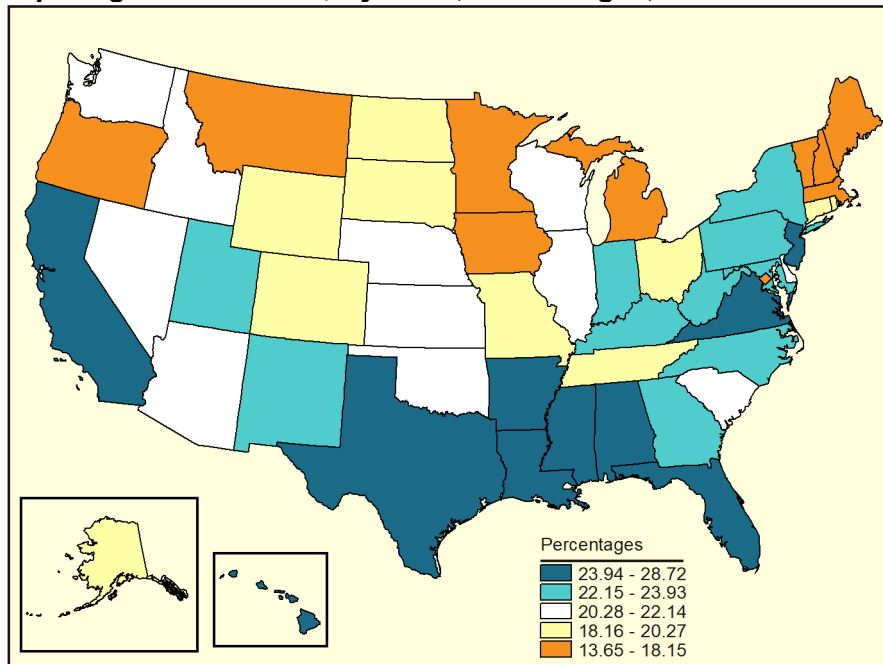 Percentages
23.94 - 28.72
22.15 - 23.93
20.28 - 22.14
18.16 - 20.27
13.65 - 18.15